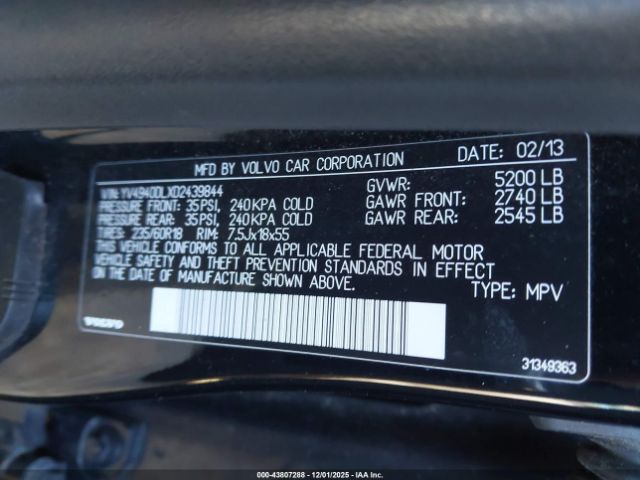 MFD BY VOLVO CAR CORPORATION DATE: 02/13
VIN: YV4940DLXD2439844
PRESSURE FRONT: 35PSI, 240KPA COLD
PRESSURE REAR: 35PSI, 240KPA COLD
TIRES: 235/60R18 RIM: 7.5Jx18x55
GVWR: 5200 LB
GAWR FRONT: 2740 LB
GAWR REAR: 2545 LB
THIS VEHICLE CONFORMS TO ALL APPLICABLE FEDERAL MOTOR
VEHICLE SAFETY AND THEFT PREVENTION STANDARDS IN EFFECT
ON THE DATE OF MANUFACTURE SHOWN ABOVE.
TYPE: MPV
VOLVO
31349363
000-43807288 - 12/01/2025 - IAAI, Inc.